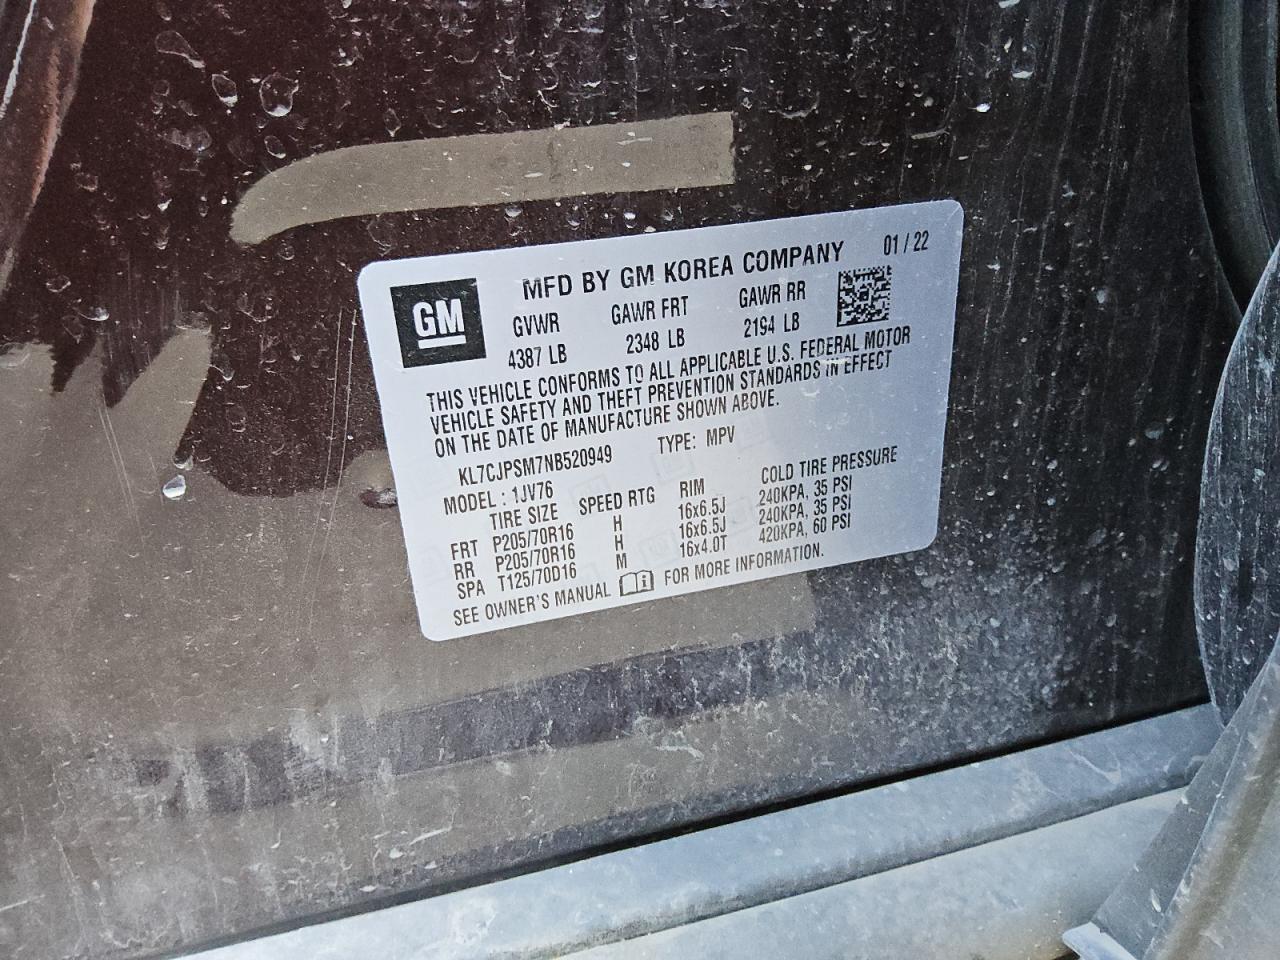 MFD BY GM KOREA COMPANY 01 / 22
GM
GVWR GAWR FRT GAWR RR
4387 LB 2348 LB 2194 LB
THIS VEHICLE CONFORMS TO ALL APPLICABLE U.S. FEDERAL MOTOR
VEHICLE SAFETY AND THEFT PREVENTION STANDARDS IN EFFECT
ON THE DATE OF MANUFACTURE SHOWN ABOVE.
KL7CJPSM7NB520949 TYPE: MPV
MODEL : 1JV76
TIRE SIZE SPEED RTG RIM COLD TIRE PRESSURE
FRT P205/70R16 H 16x6.5J 240KPA, 35 PSI
RR P205/70R16 H 16x6.5J 240KPA, 35 PSI
SPA T125/70D16 M 16x4.0T 420KPA, 60 PSI
SEE OWNER'S MANUAL i FOR MORE INFORMATION.